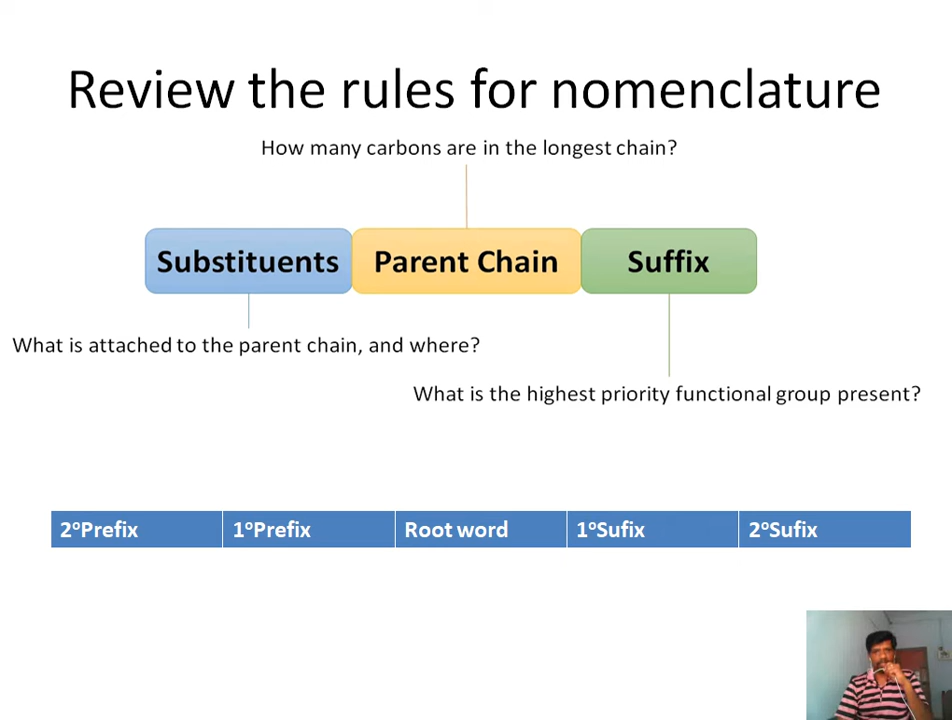 Review the rules for nomenclature
How many carbons are in the longest chain?
Substituents Parent Chain Suffix
What is attached to the parent chain, and where?
What is the highest priority functional group present?
2ºPrefix 1ºPrefix Root word 1ºSufix 2ºSufix